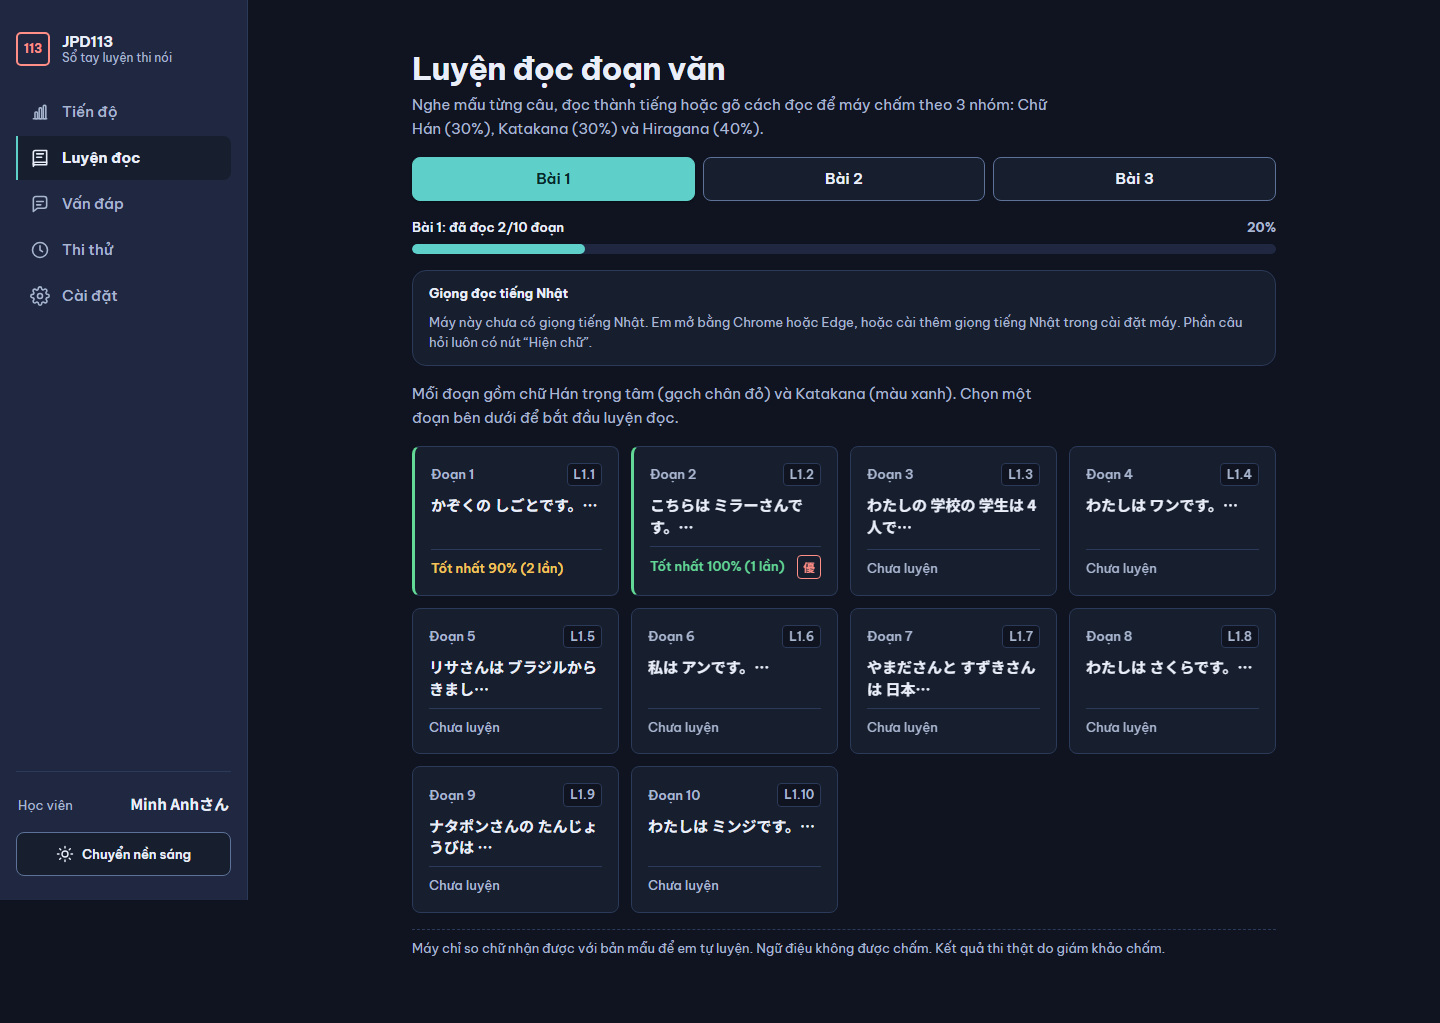 113
JPD113
Sổ tay luyện thi nói
Tiến độ
Luyện đọc
Vấn đáp
Thi thử
Cài đặt
Học viên
Minh Anhさん
Chuyển nền sáng
Luyện đọc đoạn văn
Nghe mẫu từng câu, đọc thành tiếng hoặc gõ cách đọc để máy chấm theo 3 nhóm: Chữ
Hán (30%), Katakana (30%) và Hiragana (40%).
Bài 1
Bài 2
Bài 3
Bài 1: đã đọc 2/10 đoạn
20%
Giọng đọc tiếng Nhật
Máy này chưa có giọng tiếng Nhật. Em mở bằng Chrome hoặc Edge, hoặc cài thêm giọng tiếng Nhật trong cài đặt máy. Phần câu
hỏi luôn có nút “Hiện chữ”.
Mỗi đoạn gồm chữ Hán trọng tâm (gạch chân đỏ) và Katakana (màu xanh). Chọn một
đoạn bên dưới để bắt đầu luyện đọc.
Đoạn 1
L1.1
かぞくの しごとです。…
Tốt nhất 90% (2 lần)
Đoạn 2
L1.2
こちらは ミラーさんで
す。…
Tốt nhất 100% (1 lần)
優
Đoạn 3
L1.3
わたしの 学校の 学生は 4
人で…
Chưa luyện
Đoạn 4
L1.4
わたしは ワンです。…
Chưa luyện
Đoạn 5
L1.5
リサさんは ブラジルから
きまし…
Chưa luyện
Đoạn 6
L1.6
私は アンです。…
Chưa luyện
Đoạn 7
L1.7
やまださんと すずきさん
は 日本…
Chưa luyện
Đoạn 8
L1.8
わたしは さくらです。…
Chưa luyện
Đoạn 9
L1.9
ナタポンさんの たんじょ
うびは …
Chưa luyện
Đoạn 10
L1.10
わたしは ミンジです。…
Chưa luyện
Máy chỉ so chữ nhận được với bản mẫu để em tự luyện. Ngữ điệu không được chấm. Kết quả thi thật do giám khảo chấm.